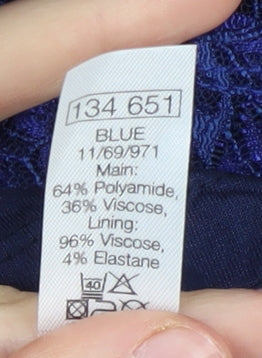 134 651
BLUE
11/69/971
Main:
64% Polyamide,
36% Viscose,
Lining:
96% Viscose,
4% Elastane
40